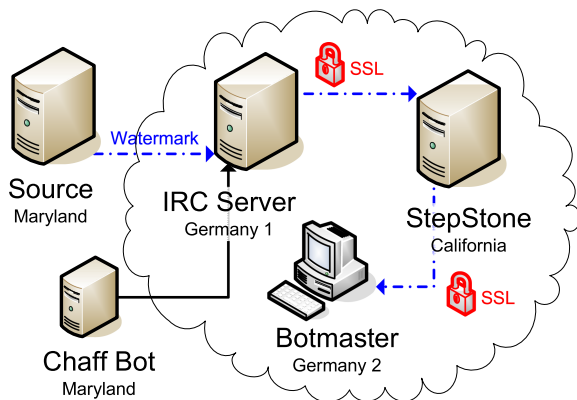 SSL
Watermark
Source
Maryland
IRC Server
Germany 1
StepStone
California
SSL
Botmaster
Germany 2
Chaff Bot
Maryland